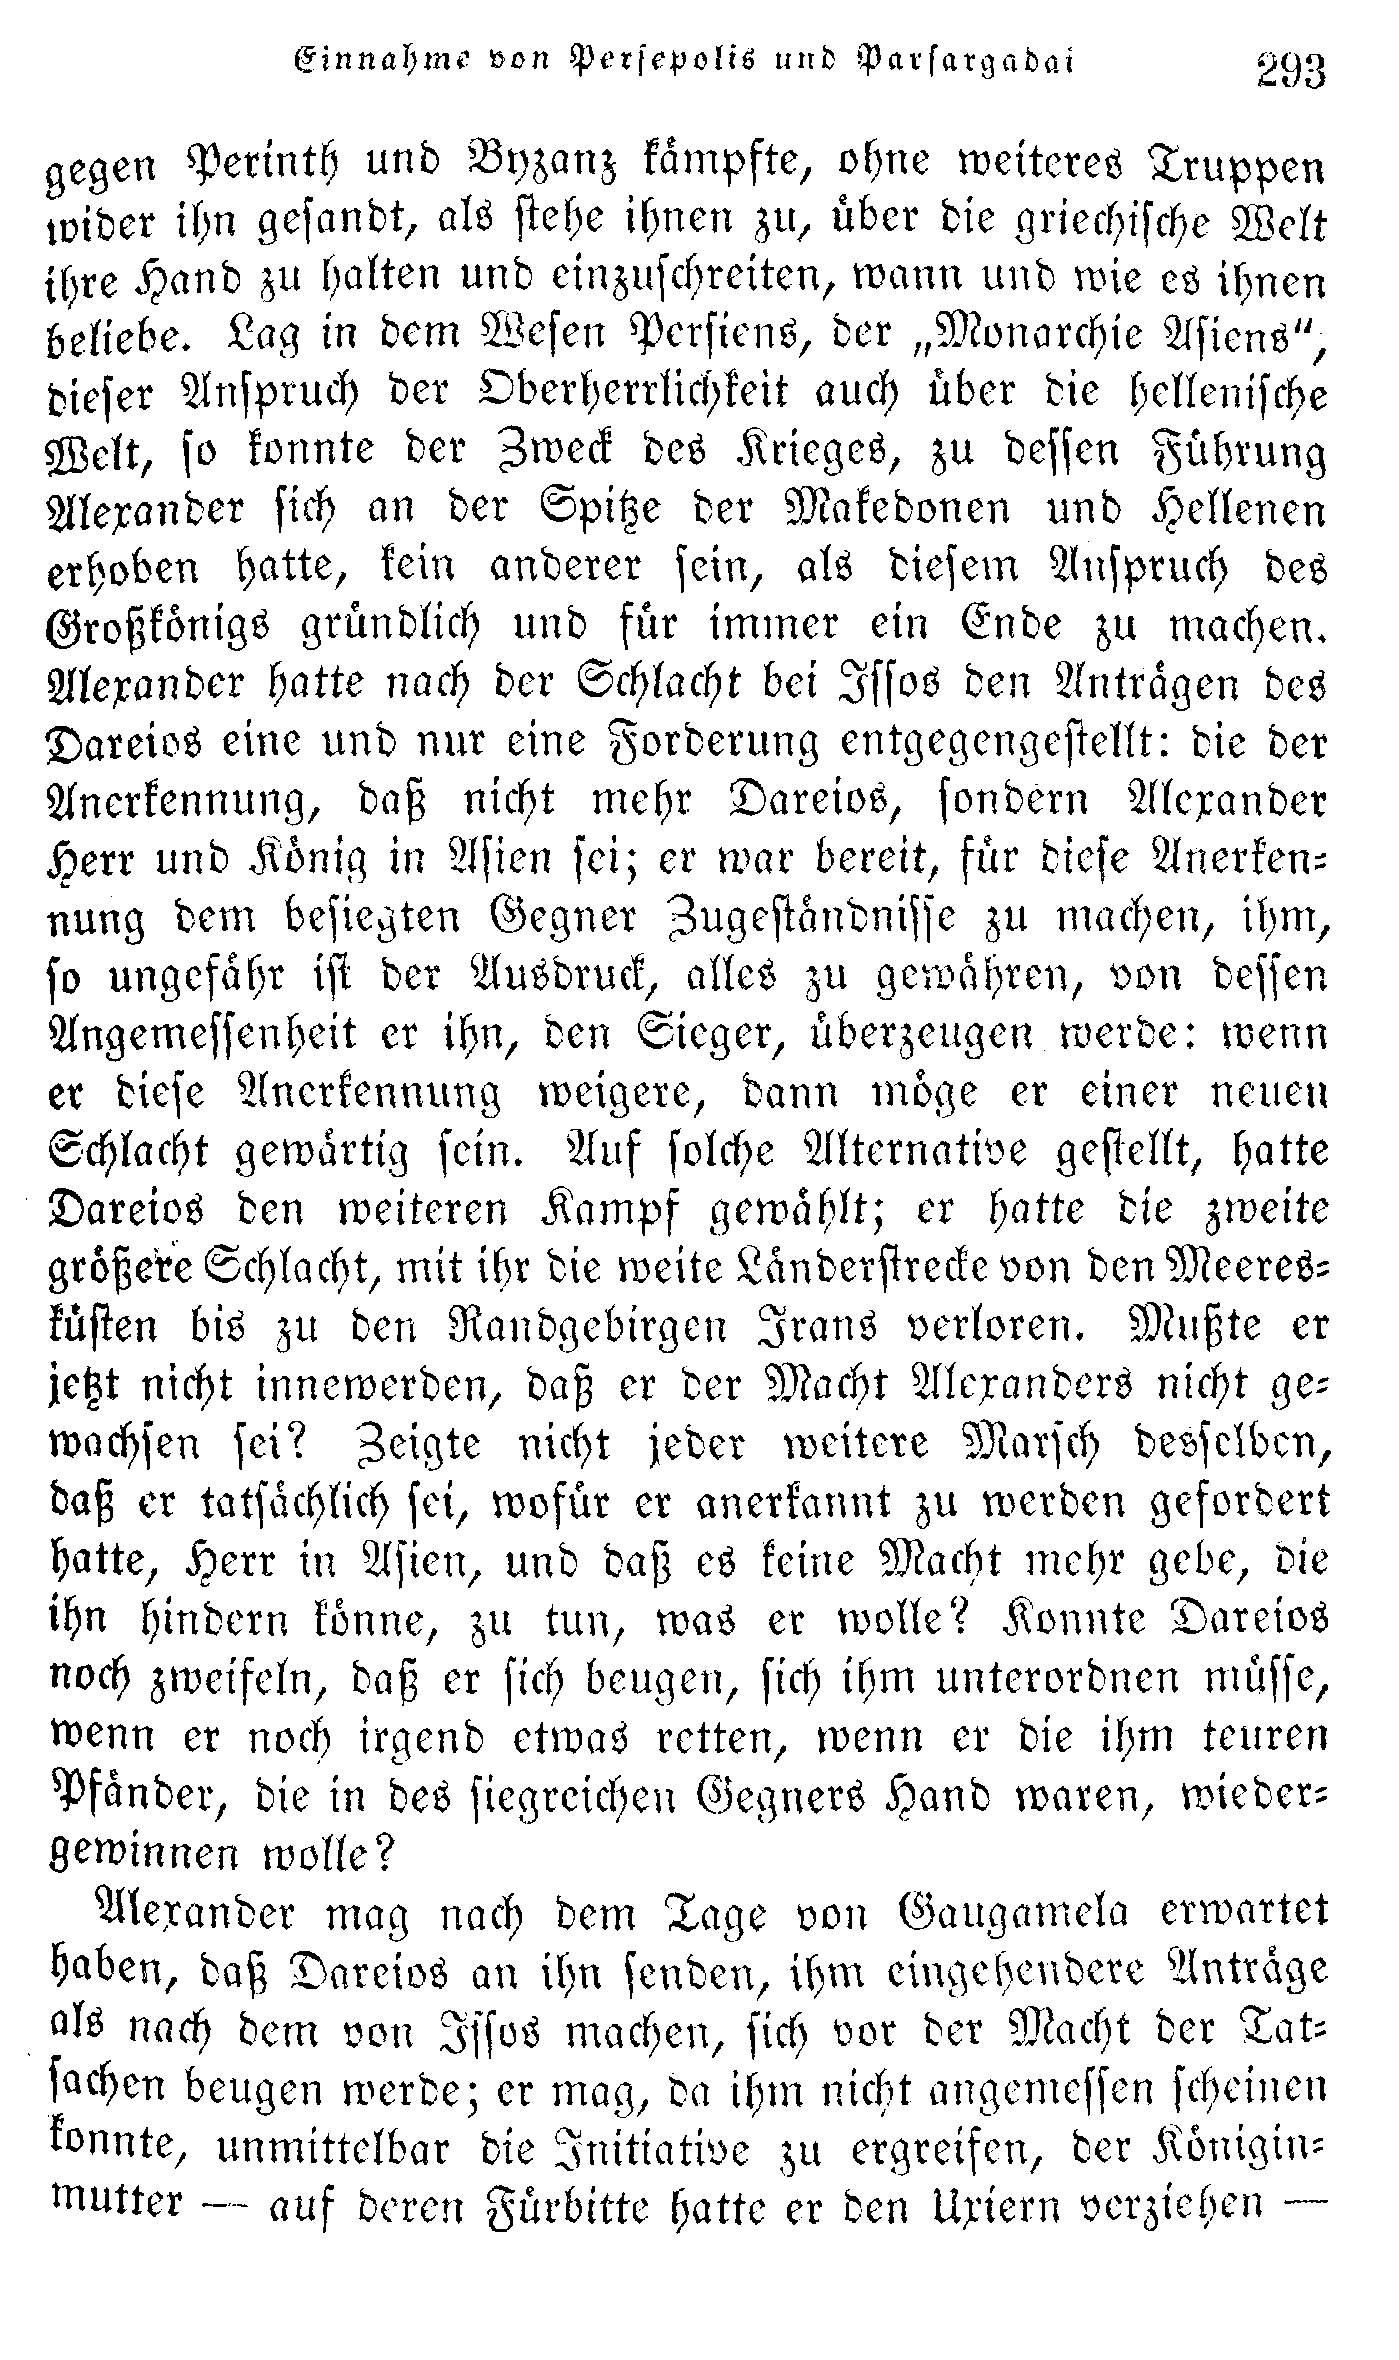 Einnahme von Persepolis und Parsargadai 293
gegen Perinth und Byzanz kämpfte, ohne weiteres Truppen
wider ihn gesandt, als stehe ihnen zu, über die griechische Welt
ihre Hand zu halten und einzuschreiten, wann und wie es ihnen
beliebe. Lag in dem Wesen Persiens, der „Monarchie Asiens“,
dieser Anspruch der Oberherrlichkeit auch über die hellenische
Welt, so konnte der Zweck des Krieges, zu dessen Führung
Alexander sich an der Spitze der Makedonen und Hellenen
erhoben hatte, kein anderer sein, als diesem Anspruch des
Großkönigs gründlich und für immer ein Ende zu machen.
Alexander hatte nach der Schlacht bei Issos den Anträgen des
Dareios eine und nur eine Forderung entgegengestellt: die der
Anerkennung, daß nicht mehr Dareios, sondern Alexander
Herr und König in Asien sei; er war bereit, für diese Anerken-
nung dem besiegten Gegner Zugeständnisse zu machen, ihm,
so ungefähr ist der Ausdruck, alles zu gewähren, von dessen
Angemessenheit er ihn, den Sieger, überzeugen werde: wenn
er diese Anerkennung weigere, dann möge er einer neuen
Schlacht gewärtig sein. Auf solche Alternative gestellt, hatte
Dareios den weiteren Kampf gewählt; er hatte die zweite
größere Schlacht, mit ihr die weite Länderstrecke von den Meeres-
küsten bis zu den Randgebirgen Irans verloren. Mußte er
jetzt nicht innewerden, daß er der Macht Alexanders nicht ge-
wachsen sei? Zeigte nicht jeder weitere Marsch desselben,
daß er tatsächlich sei, wofür er anerkannt zu werden gefordert
hatte, Herr in Asien, und daß es keine Macht mehr gebe, die
ihn hindern könne, zu tun, was er wolle? Konnte Dareios
noch zweifeln, daß er sich beugen, sich ihm unterordnen müsse,
wenn er noch irgend etwas retten, wenn er die ihm teuren
Pfänder, die in des siegreichen Gegners Hand waren, wieder-
gewinnen wolle?
Alexander mag nach dem Tage von Gaugamela erwartet
haben, daß Dareios an ihn senden, ihm eingehendere Anträge
als nach dem von Issos machen, sich vor der Macht der Tat-
sachen beugen werde; er mag, da ihm nicht angemessen scheinen
konnte, unmittelbar die Initiative zu ergreifen, der Königin-
mutter — auf deren Fürbitte hatte er den Uxiern verziehen —